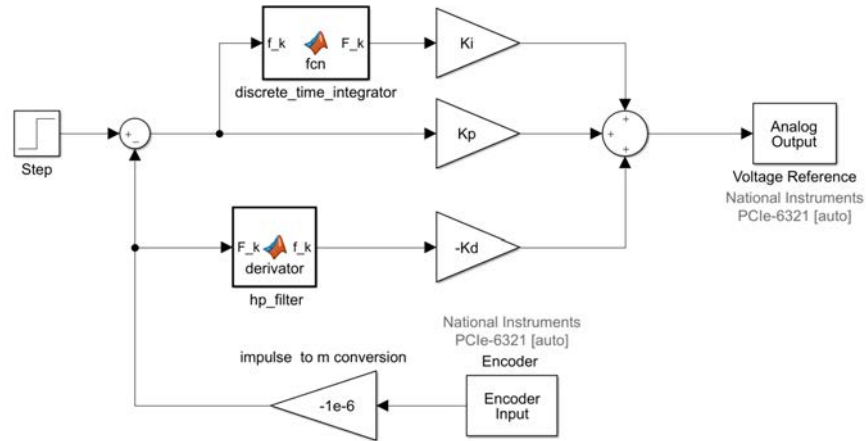 f_k
F_k
fcn
Ki
discrete_time_integrator
Step
+
−
Kp
+
+
+
Analog
Output
Voltage Reference
National Instruments
PCIe-6321 [auto]
F_k
f_k
derivator
hp_filter
-Kd
National Instruments
PCIe-6321 [auto]
Encoder
impulse to m conversion
-1e-6
Encoder
Input